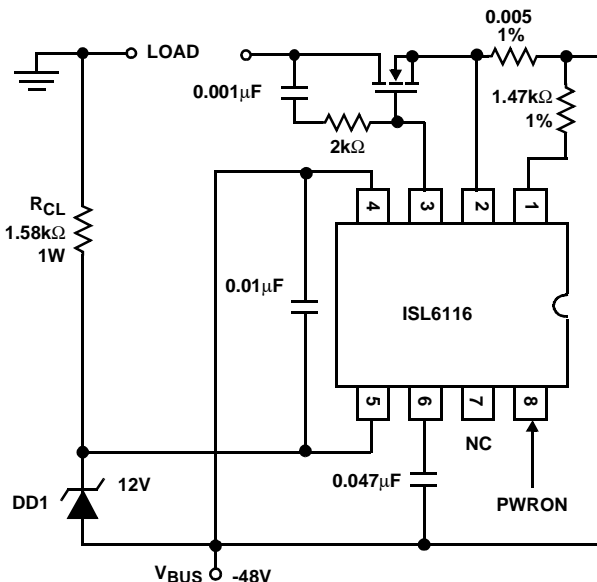 LOAD
0.005
1%
0.001μF
1.47kΩ
1%
2kΩ
RCL
1.58kΩ
1W
4
3
2
1
0.01μF
ISL6116
5
6
7
8
NC
12V
0.047μF
DD1
PWRON
VBUS
-48V